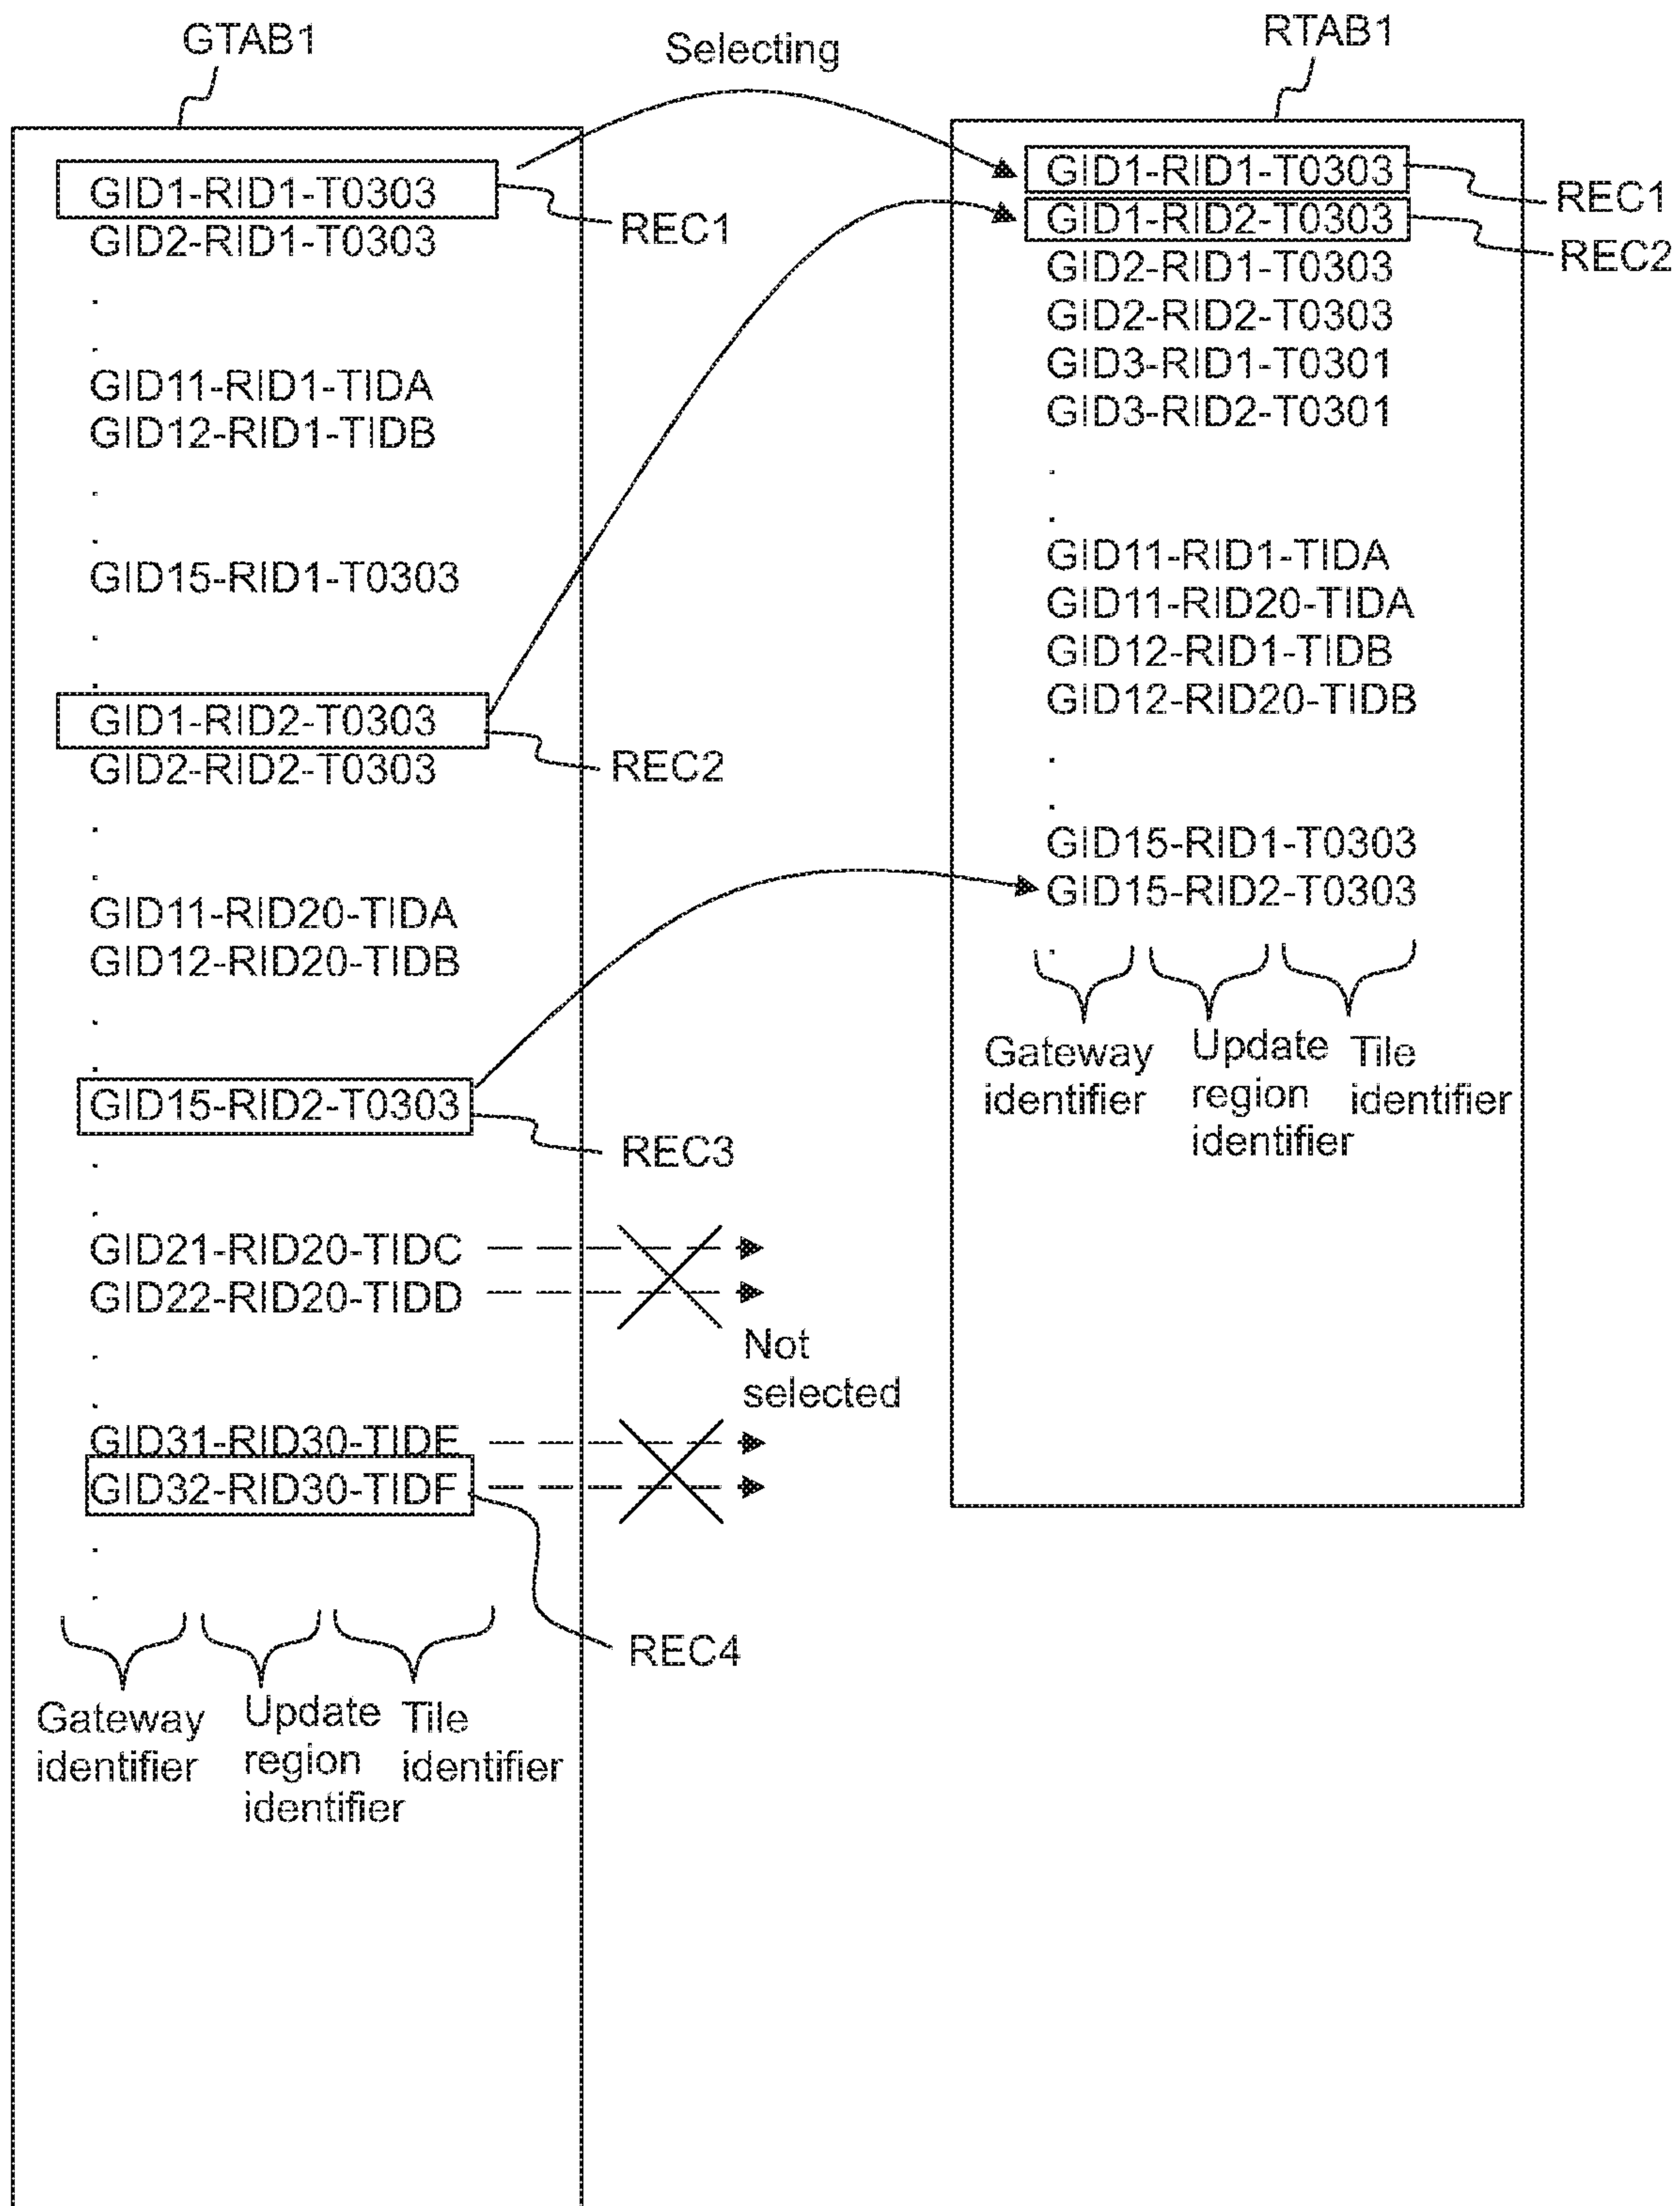 GTAB1
Selecting
RTAB1
GID1-RID1-T0303
REC1
GID2-RID1-T0303
.
.
GID11-RID1-TIDA
GID12-RID1-TIDB
.
.
GID15-RID1-T0303
.
.
GID1-RID2-T0303
REC2
GID2-RID2-T0303
.
.
GID11-RID20-TIDA
GID12-RID20-TIDB
.
.
GID15-RID2-T0303
REC3
.
.
GID21-RID20-TIDC
GID22-RID20-TIDD
.
.
Not
selected
GID31-RID30-TIDE
GID32-RID30-TIDF
REC4
.
.
Gateway
identifier
Update
region
identifier
Tile
identifier
GID1-RID1-T0303
REC1
GID1-RID2-T0303
REC2
GID2-RID1-T0303
GID2-RID2-T0303
GID3-RID1-T0301
GID3-RID2-T0301
.
.
GID11-RID1-TIDA
GID11-RID20-TIDA
GID12-RID1-TIDB
GID12-RID20-TIDB
.
.
GID15-RID1-T0303
GID15-RID2-T0303
.
Gateway
identifier
Update
region
identifier
Tile
identifier